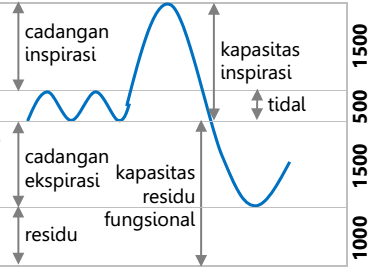 cadangan
inspirasi
kapasitas
inspirasi
tidal
cadangan
ekspirasi
kapasitas
residu
fungsional
residu
1500
500
1500
1000